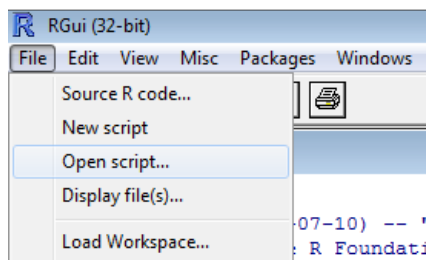 RGui (32-bit)
File Edit View Misc Packages Windows
Source R code...
New script
Open script...
Display file(s)...
Load Workspace...
-07-10) -- "
R Foundati